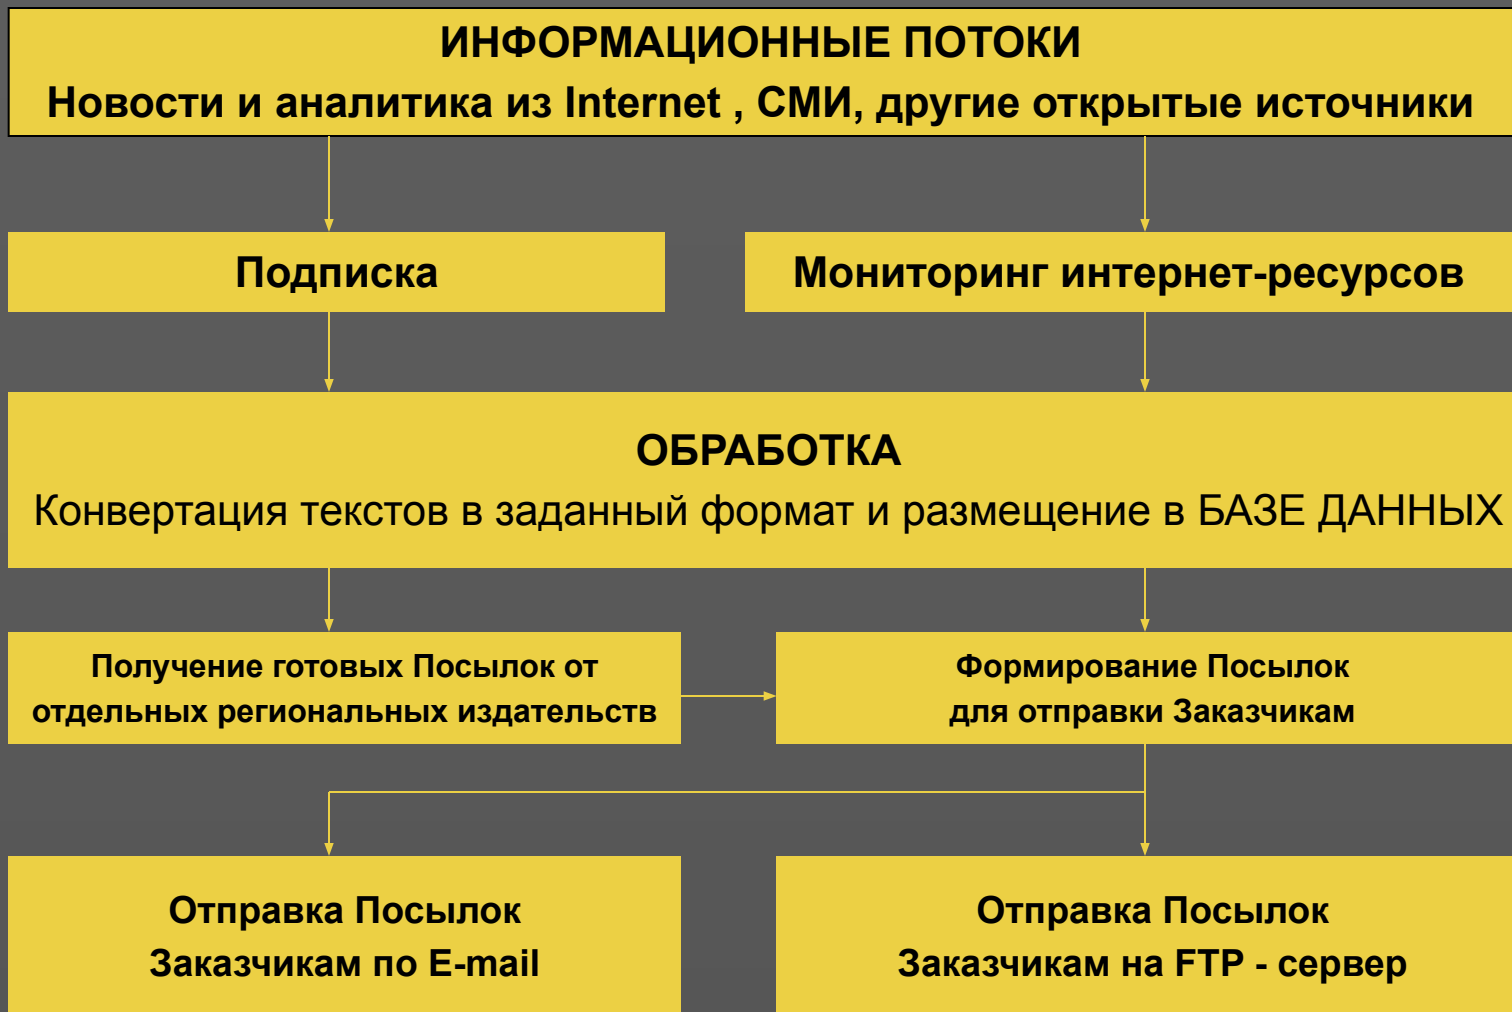 ИНФОРМАЦИОННЫЕ ПОТОКИ
Новости и аналитика из Internet , СМИ, другие открытые источники
Подписка
Мониторинг интернет-ресурсов
ОБРАБОТКА
Конвертация текстов в заданный формат и размещение в БАЗЕ ДАННЫХ
Получение готовых Посылок от
отдельных региональных издательств
Формирование Посылок
для отправки Заказчикам
Отправка Посылок
Заказчикам по E-mail
Отправка Посылок
Заказчикам на FTP - сервер